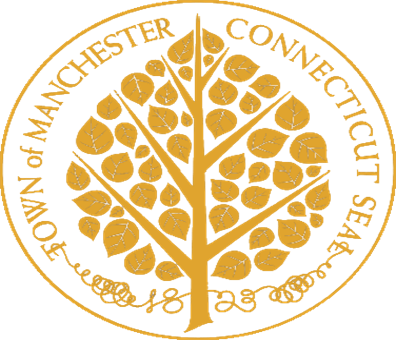 TOWN of MANCHESTER CONNECTICUT SEAL
1823